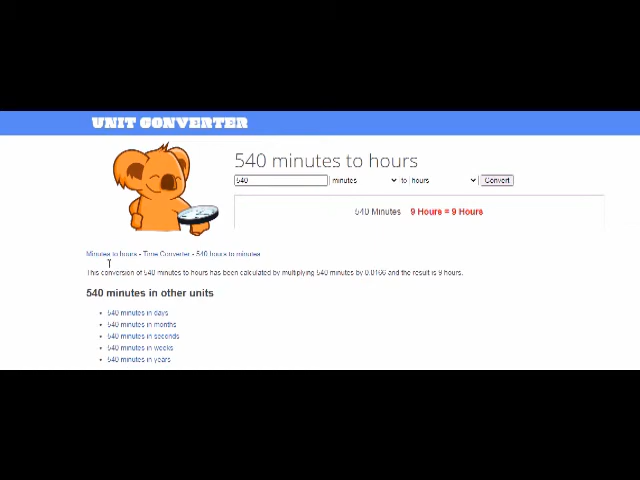 UNIT CONVERTER
540 minutes to hours
540 minutes to hours Convert
540 Minutes 9 Hours = 9 Hours
Minutes to hours - Time Converter - 540 hours to minutes
This conversion of 540 minutes to hours has been calculated by multiplying 540 minutes by 0.0166 and the result is 9 hours.
540 minutes in other units
540 minutes in days
540 minutes in months
540 minutes in seconds
540 minutes in weeks
540 minutes in years